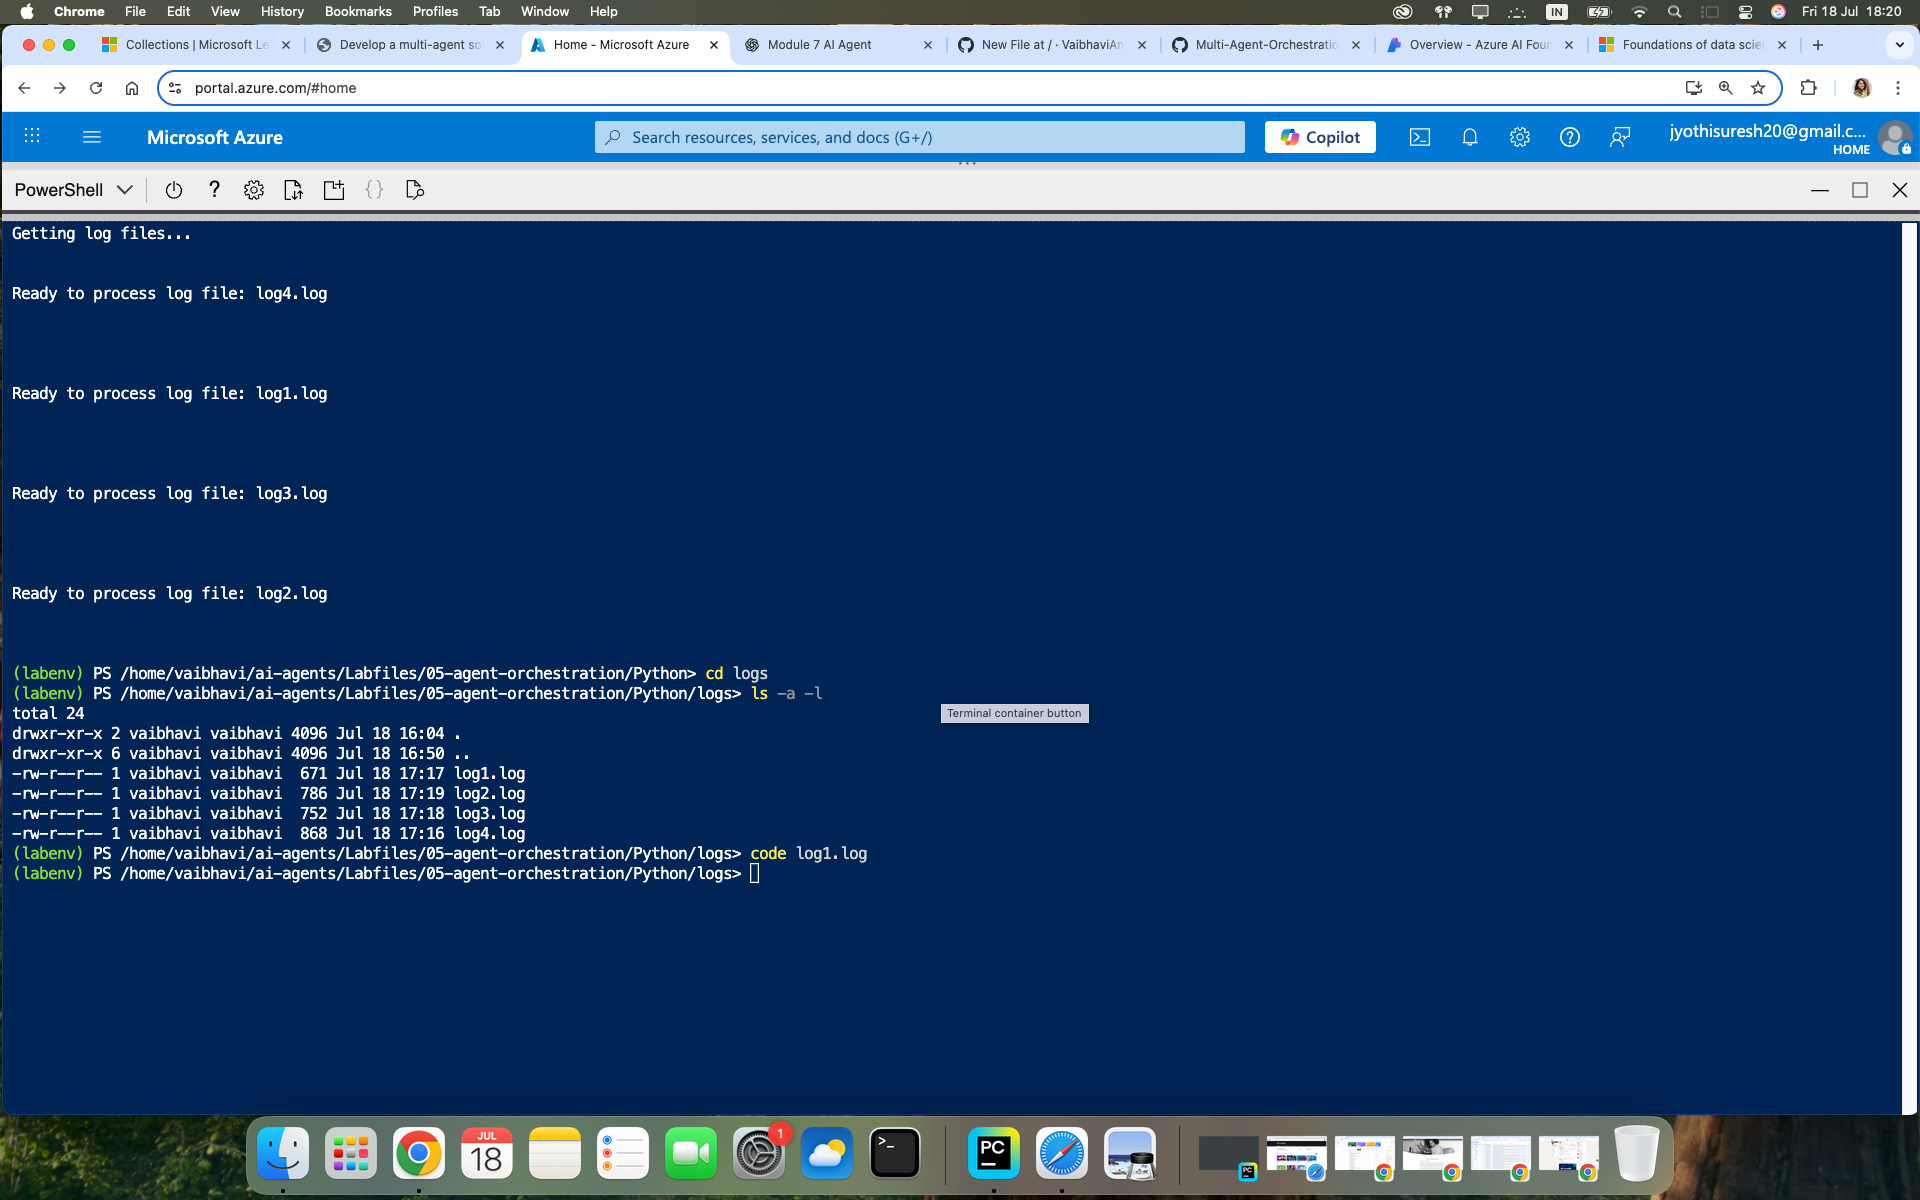 Chrome File Edit View History Bookmarks Profiles Tab Window Help IN Fri 18 Jul 18:20
Collections | Microsoft Le
Develop a multi-agent so
Home - Microsoft Azure
Module 7 AI Agent
New File at / · VaibhaviAn
Multi-Agent-Orchestratio
Overview - Azure AI Foun
Foundations of data scie
portal.azure.com/#home
Microsoft Azure
Search resources, services, and docs (G+/)
Copilot
jyothisuresh20@gmail.c...
HOME
PowerShell
Getting log files...
Ready to process log file: log4.log
Ready to process log file: log1.log
Ready to process log file: log3.log
Ready to process log file: log2.log
(labenv) PS /home/vaibhavi/ai-agents/Labfiles/05-agent-orchestration/Python> cd logs
(labenv) PS /home/vaibhavi/ai-agents/Labfiles/05-agent-orchestration/Python/logs> ls -a -l
Terminal container button
total 24
drwxr-xr-x 2 vaibhavi vaibhavi 4096 Jul 18 16:04 .
drwxr-xr-x 6 vaibhavi vaibhavi 4096 Jul 18 16:50 ..
-rw-r--r-- 1 vaibhavi vaibhavi  671 Jul 18 17:17 log1.log
-rw-r--r-- 1 vaibhavi vaibhavi  786 Jul 18 17:19 log2.log
-rw-r--r-- 1 vaibhavi vaibhavi  752 Jul 18 17:18 log3.log
-rw-r--r-- 1 vaibhavi vaibhavi  868 Jul 18 17:16 log4.log
(labenv) PS /home/vaibhavi/ai-agents/Labfiles/05-agent-orchestration/Python/logs> code log1.log
(labenv) PS /home/vaibhavi/ai-agents/Labfiles/05-agent-orchestration/Python/logs>
JUL
18
1
>_
PC
PC